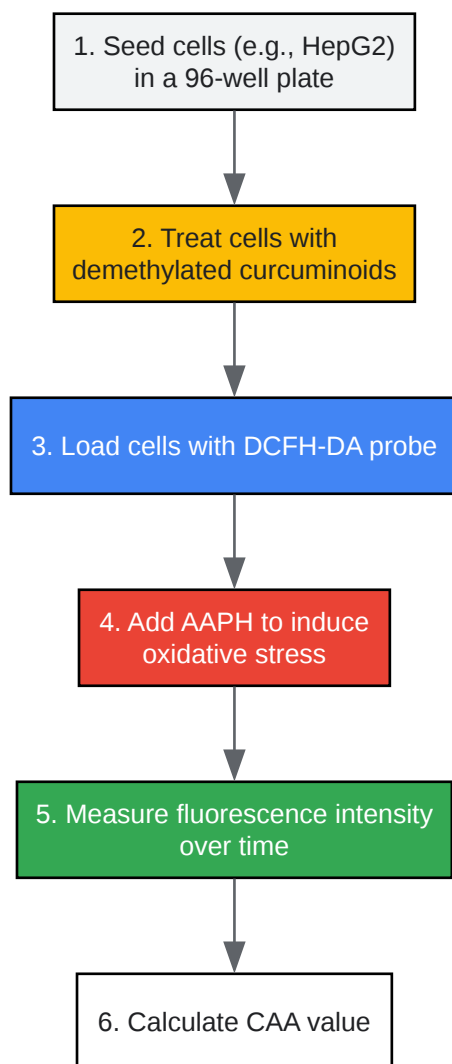 1. Seed cells (e.g., HepG2)
in a 96-well plate
2. Treat cells with
demethylated curcuminoids
3. Load cells with DCFH-DA probe
4. Add AAPH to induce
oxidative stress
5. Measure fluorescence intensity
over time
6. Calculate CAA value